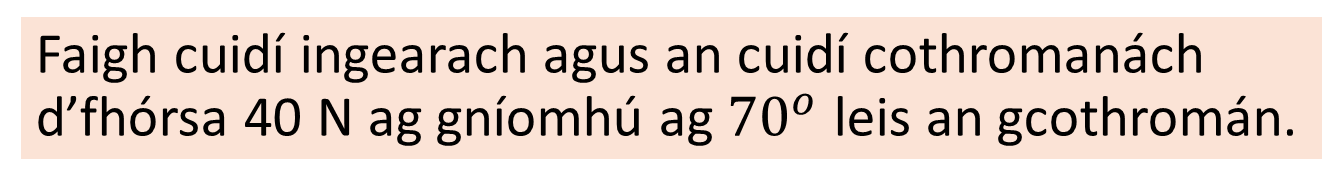 Faigh cuidí ingearach agus an cuidí cothromanách
d’fhórsa 40 N ag gníomhú ag 70ᵒ leis an gcothromán.